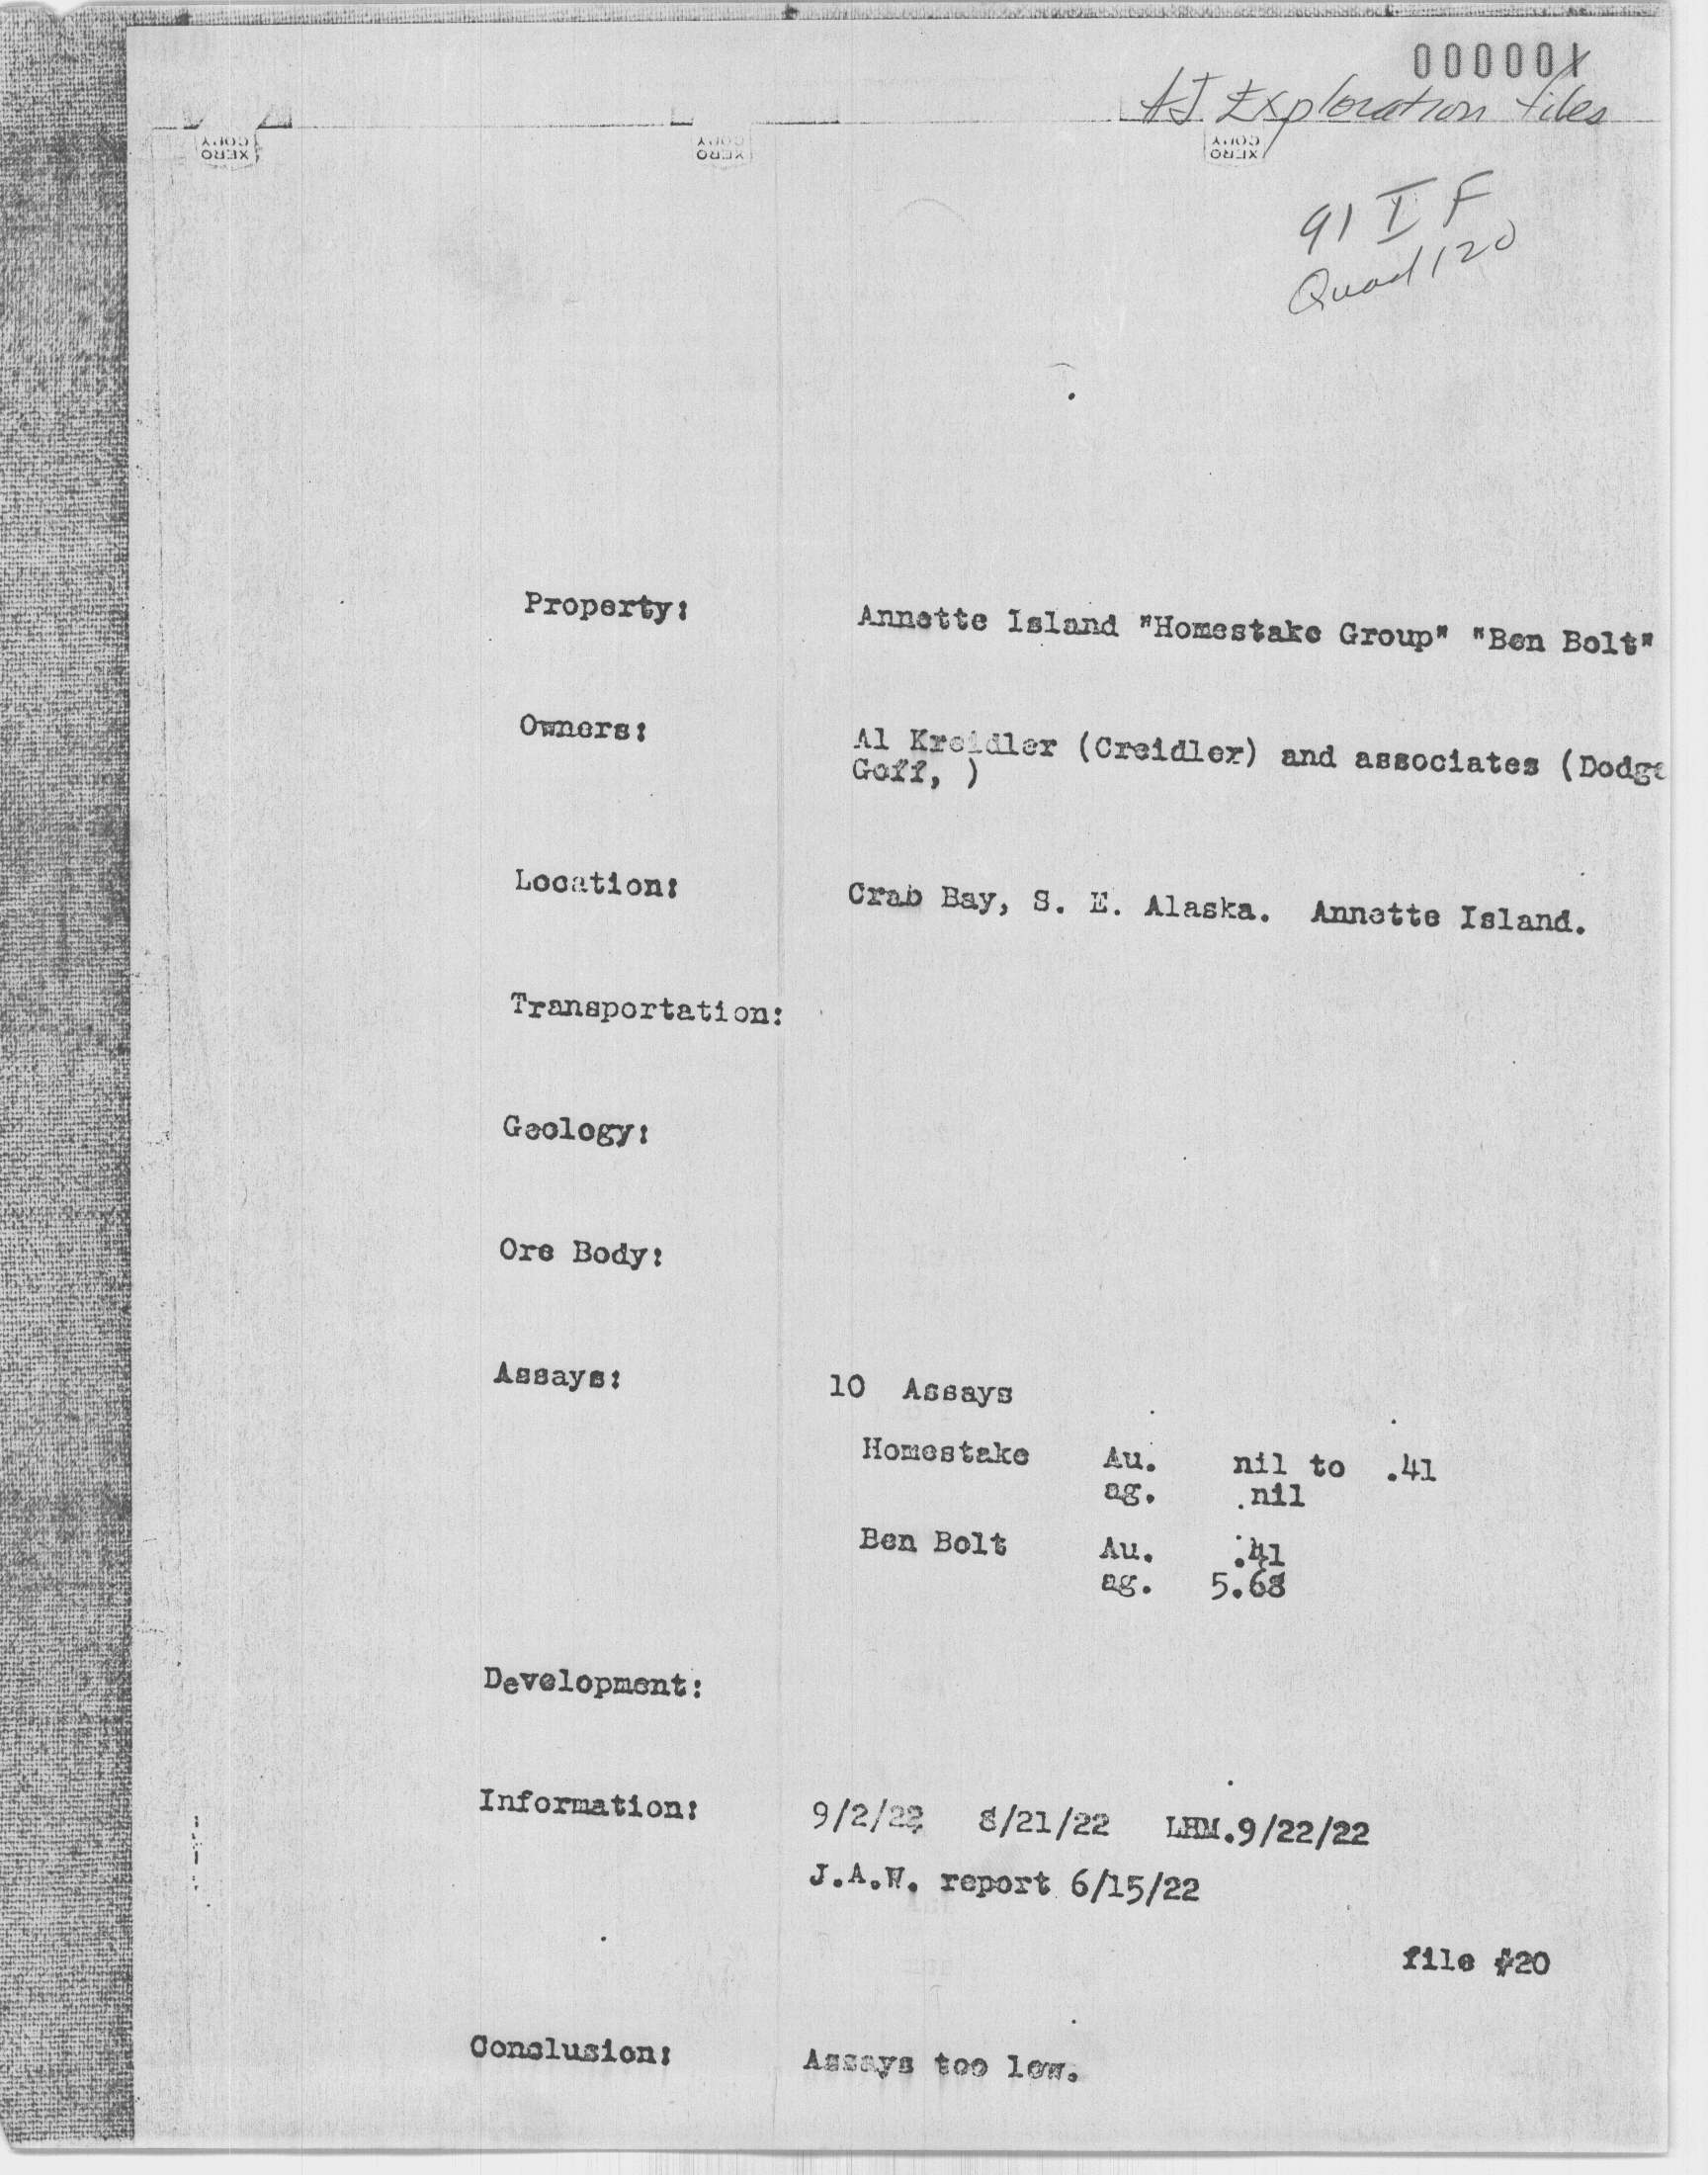 000001
AJ Exploration files
XERO COPY XERO COPY XERO COPY
91 I F
Quad 120
Property: Annette Island "Homestake Group" "Ben Bolt"
Owners: Al Kreidler (Creidler) and associates (Dodge
Goff, )
Location: Crab Bay, S. E. Alaska. Annette Island.
Transportation:
Geology:
Ore Body:
Assays: 10 Assays
Homestake Au. nil to .41
ag. nil
Ben Bolt Au. .41
ag. 5.68
Development:
Information: 9/2/22 8/21/22 LHM.9/22/22
J.A.W. report 6/15/22
file #20
Conclusion: Assays too low.